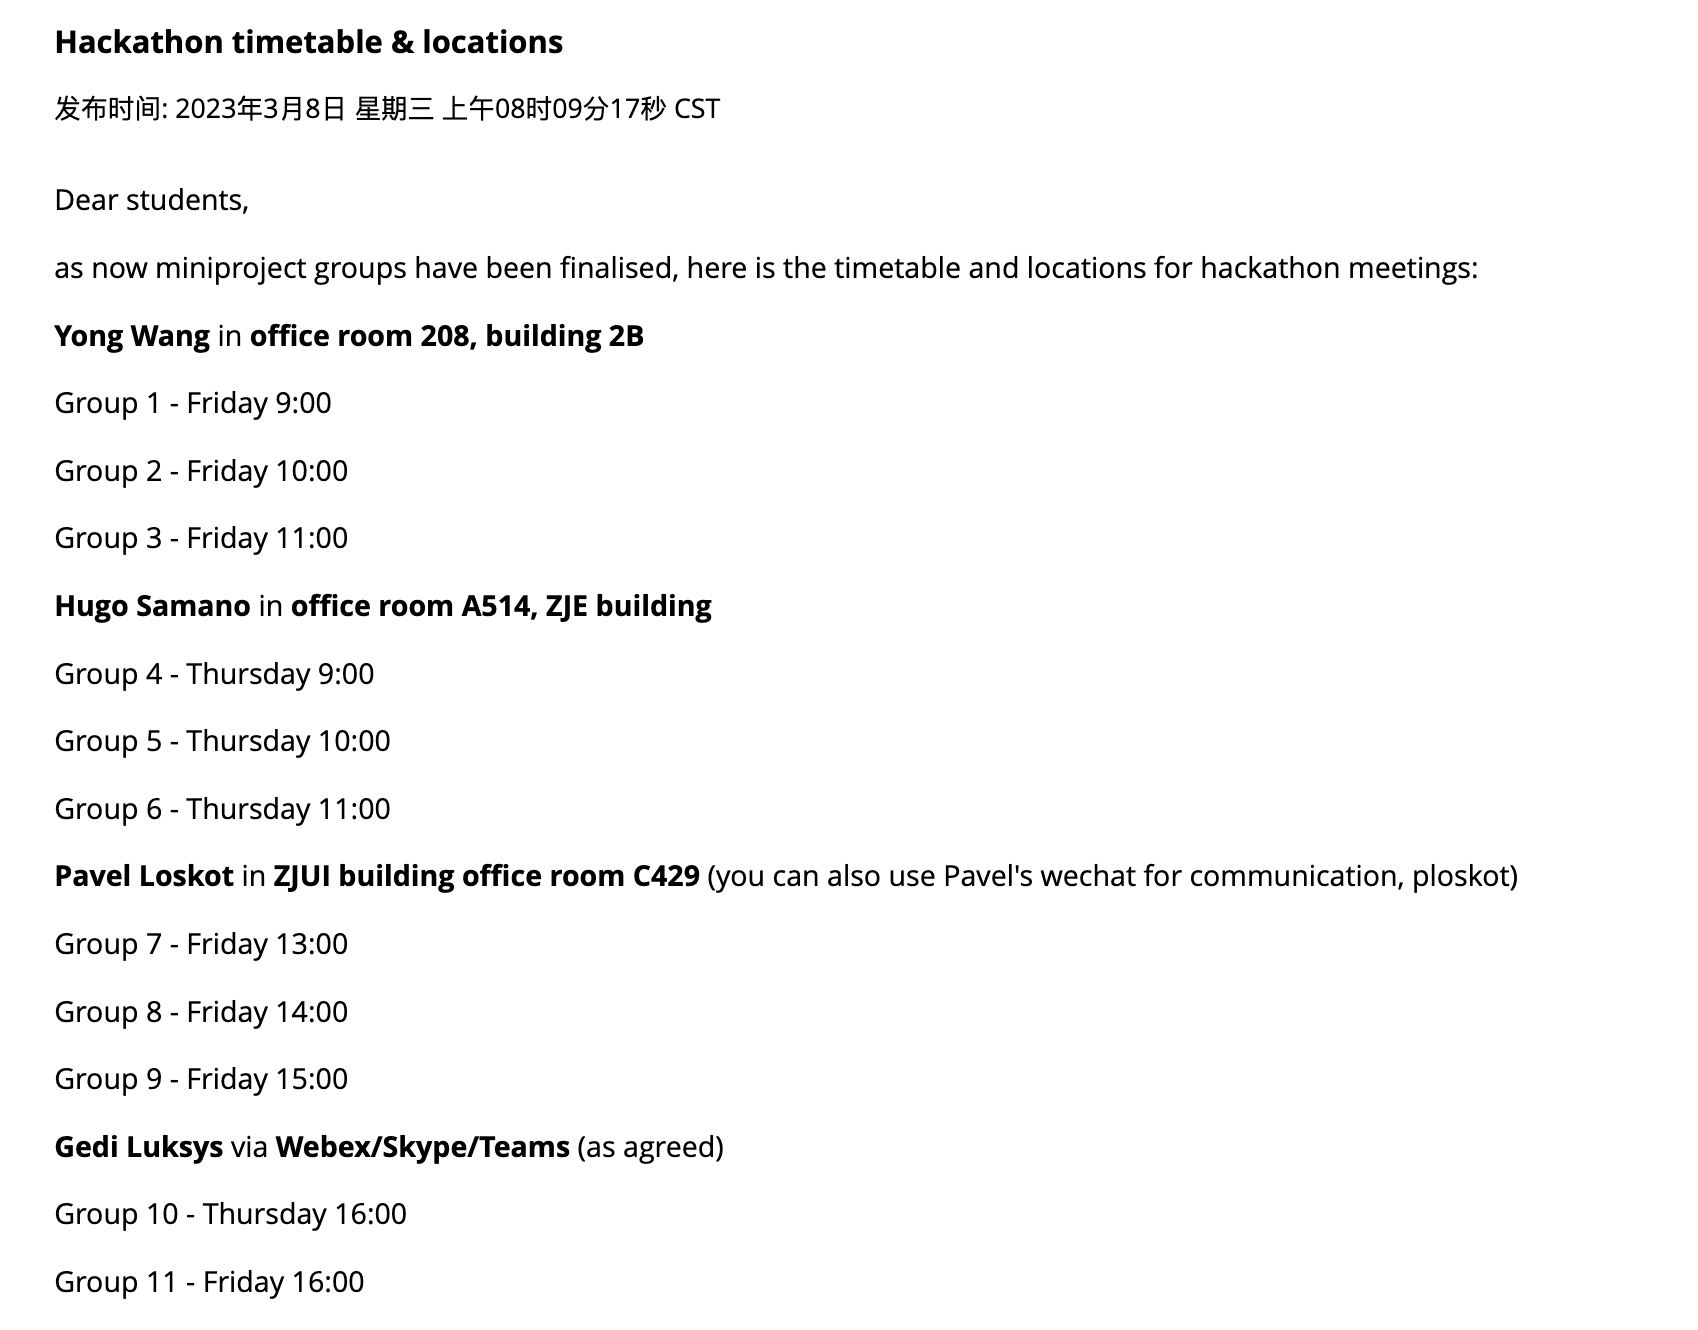 Hackathon timetable & locations
发布时间: 2023年3月8日 星期三 上午08时09分17秒 CST
Dear students,
as now miniproject groups have been finalised, here is the timetable and locations for hackathon meetings:
Yong Wang in office room 208, building 2B
Group 1 - Friday 9:00
Group 2 - Friday 10:00
Group 3 - Friday 11:00
Hugo Samano in office room A514, ZJE building
Group 4 - Thursday 9:00
Group 5 - Thursday 10:00
Group 6 - Thursday 11:00
Pavel Loskot in ZJUI building office room C429 (you can also use Pavel's wechat for communication, ploskot)
Group 7 - Friday 13:00
Group 8 - Friday 14:00
Group 9 - Friday 15:00
Gedi Luksys via Webex/Skype/Teams (as agreed)
Group 10 - Thursday 16:00
Group 11 - Friday 16:00